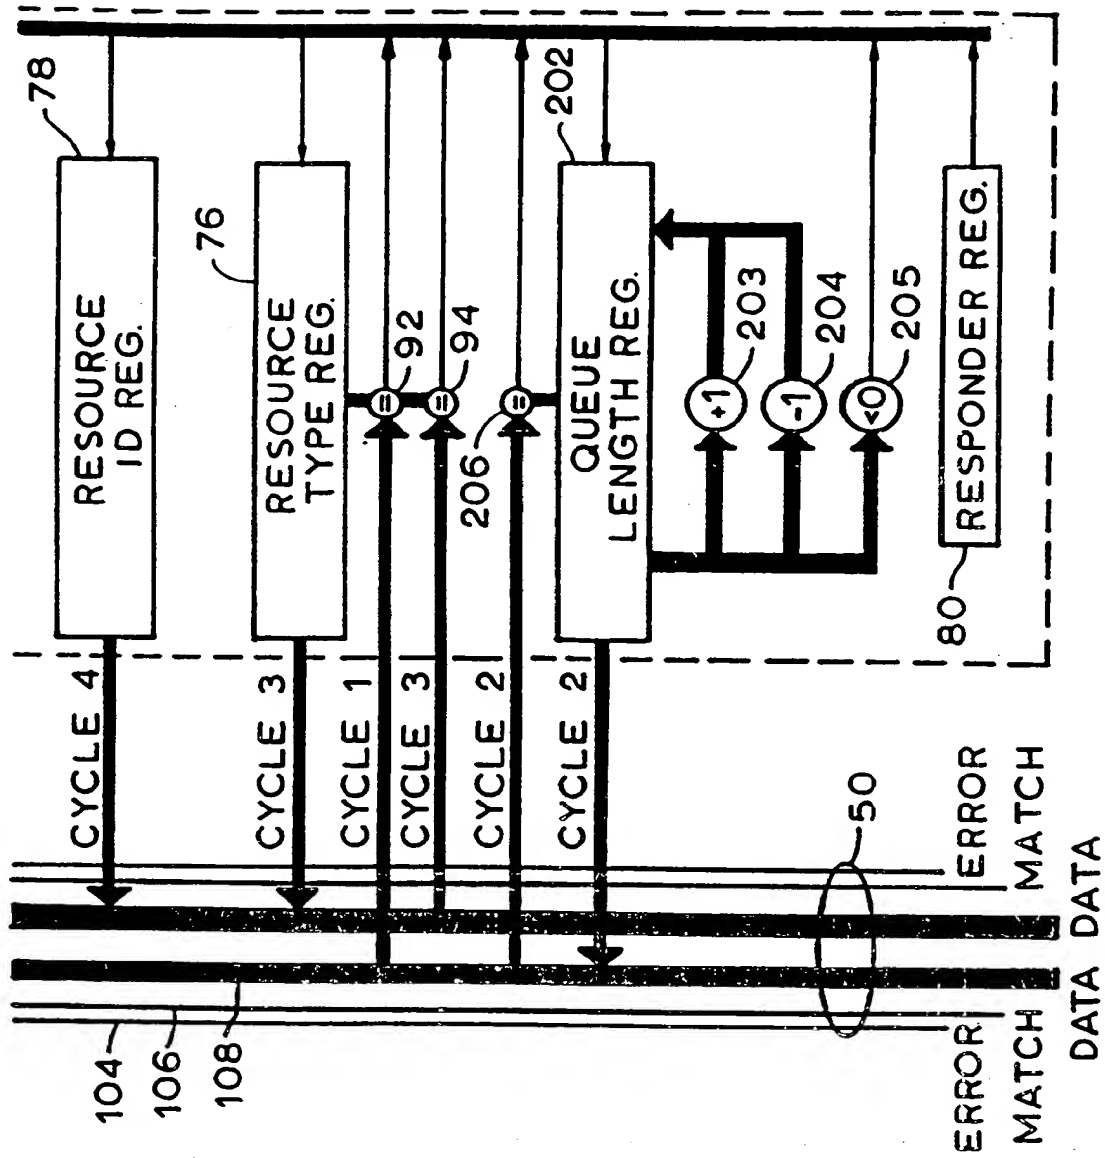 78
RESOURCE
ID REG.
CYCLE 4
76
RESOURCE
TYPE REG.
CYCLE 3
CYCLE 1
92
CYCLE 3
94
206
CYCLE 2
202
QUEUE
LENGTH REG.
CYCLE 2
=
=
=
+1
203
-1
204
<0
205
80
RESPONDER REG.
50
104
106
108
ERROR
MATCH
DATA
DATA
ERROR
MATCH